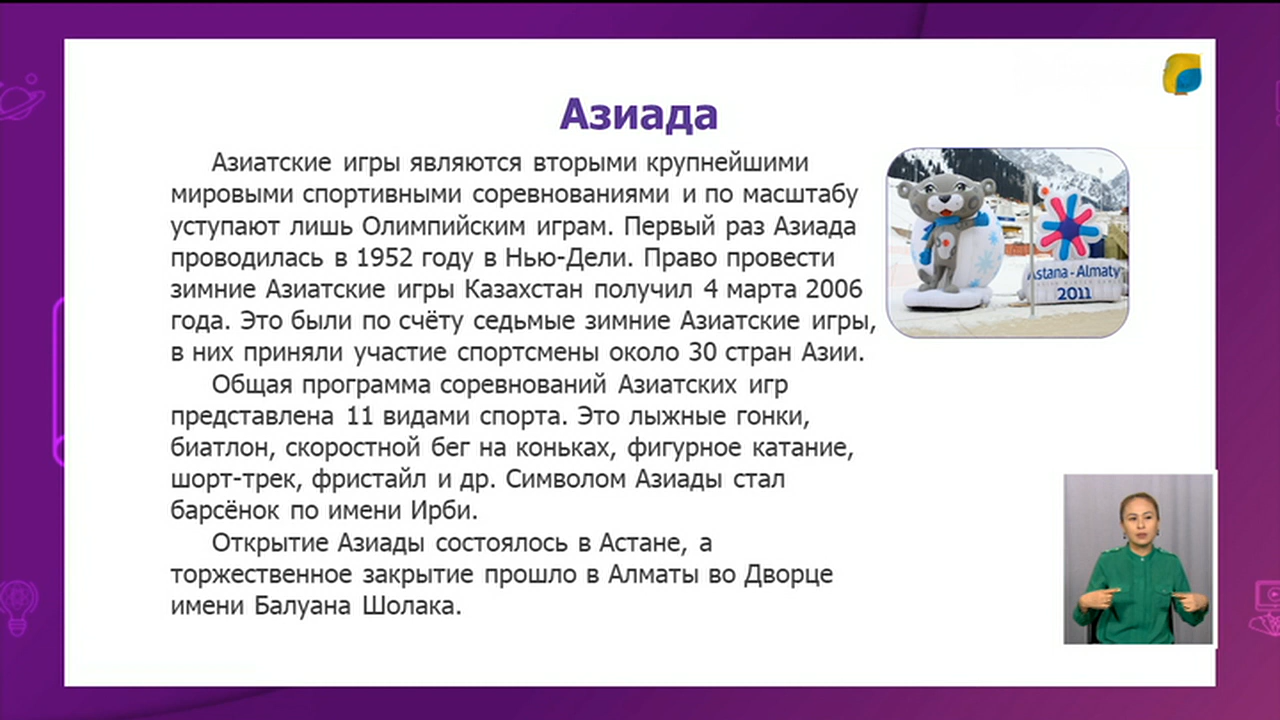 Азиада
Азиатские игры являются вторыми крупнейшими
мировыми спортивными соревнованиями и по масштабу
уступают лишь Олимпийским играм. Первый раз Азиада
проводилась в 1952 году в Нью-Дели. Право провести
зимние Азиатские игры Казахстан получил 4 марта 2006
года. Это были по счёту седьмые зимние Азиатские игры,
в них приняли участие спортсмены около 30 стран Азии.
Общая программа соревнований Азиатских игр
представлена 11 видами спорта. Это лыжные гонки,
биатлон, скоростной бег на коньках, фигурное катание,
шорт-трек, фристайл и др. Символом Азиады стал
барсёнок по имени Ирби.
Открытие Азиады состоялось в Астане, а
торжественное закрытие прошло в Алматы во Дворце
имени Балуана Шолака.
Astana - Almaty
2011